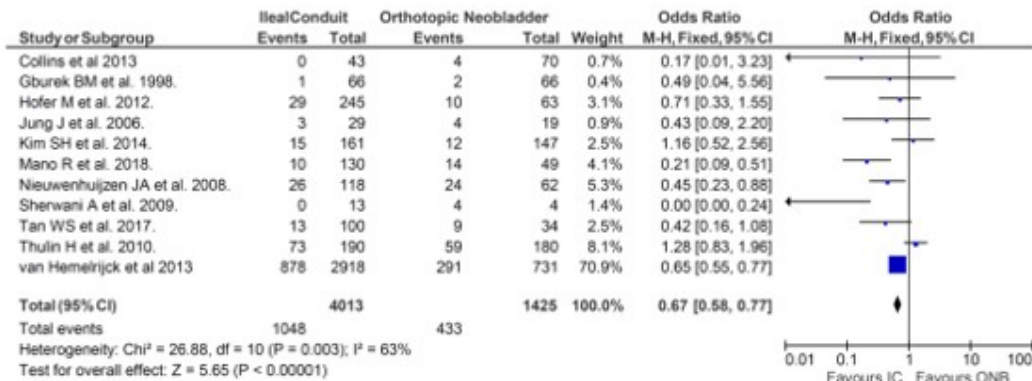 IlealConduit Orthotopic Neobladder Odds Ratio Odds Ratio
Study or Subgroup Events Total Events Total Weight M-H, Fixed, 95% CI M-H, Fixed, 95% CI
Collins et al 2013 0 43 4 70 0.7% 0.17 [0.01, 3.23]
Gburek BM et al. 1998. 1 66 2 66 0.4% 0.49 [0.04, 5.56]
Hofer M et al. 2012. 29 245 10 63 3.1% 0.71 [0.33, 1.55]
Jung J et al. 2006. 3 29 4 19 0.9% 0.43 [0.09, 2.20]
Kim SH et al. 2014. 15 161 12 147 2.5% 1.16 [0.52, 2.56]
Mano R et al. 2018. 10 130 14 49 4.1% 0.21 [0.09, 0.51]
Nieuwenhuijzen JA et al. 2008. 26 118 24 62 5.3% 0.45 [0.23, 0.88]
Sherwani A et al. 2009. 0 13 4 4 1.3% 0.00 [0.00, 0.24]
Tan WS et al. 2017. 13 100 9 34 2.6% 0.42 [0.16, 1.08]
Thulin H et al. 2010. 73 190 59 180 8.1% 1.28 [0.83, 1.96]
van Hemelrijck et al 2013 878 2918 291 731 70.9% 0.65 [0.55, 0.77]
Total (95% CI) 4013 1425 100.0% 0.67 [0.58, 0.77]
Total events 1048 433
Heterogeneity: Chi² = 26.88, df = 10 (P = 0.003); I² = 63%
Test for overall effect: Z = 5.65 (P < 0.00001)
0.01 0.1 1 10 100
Favours IC Favours ONB